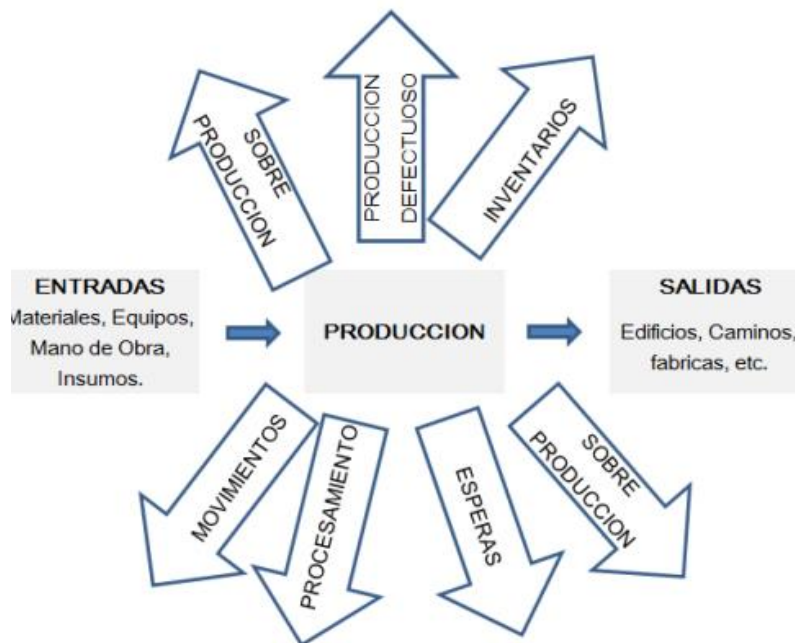 SOBRE
PRODUCCION
PRODUCCION
DEFECTUOSO
INVENTARIOS
ENTRADAS
Materiales, Equipos,
Mano de Obra,
Insumos.
PRODUCCION
SALIDAS
Edificios, Caminos,
fabricas, etc.
MOVIMIENTOS
PROCESAMIENTO
ESPERAS
SOBRE
PRODUCCION